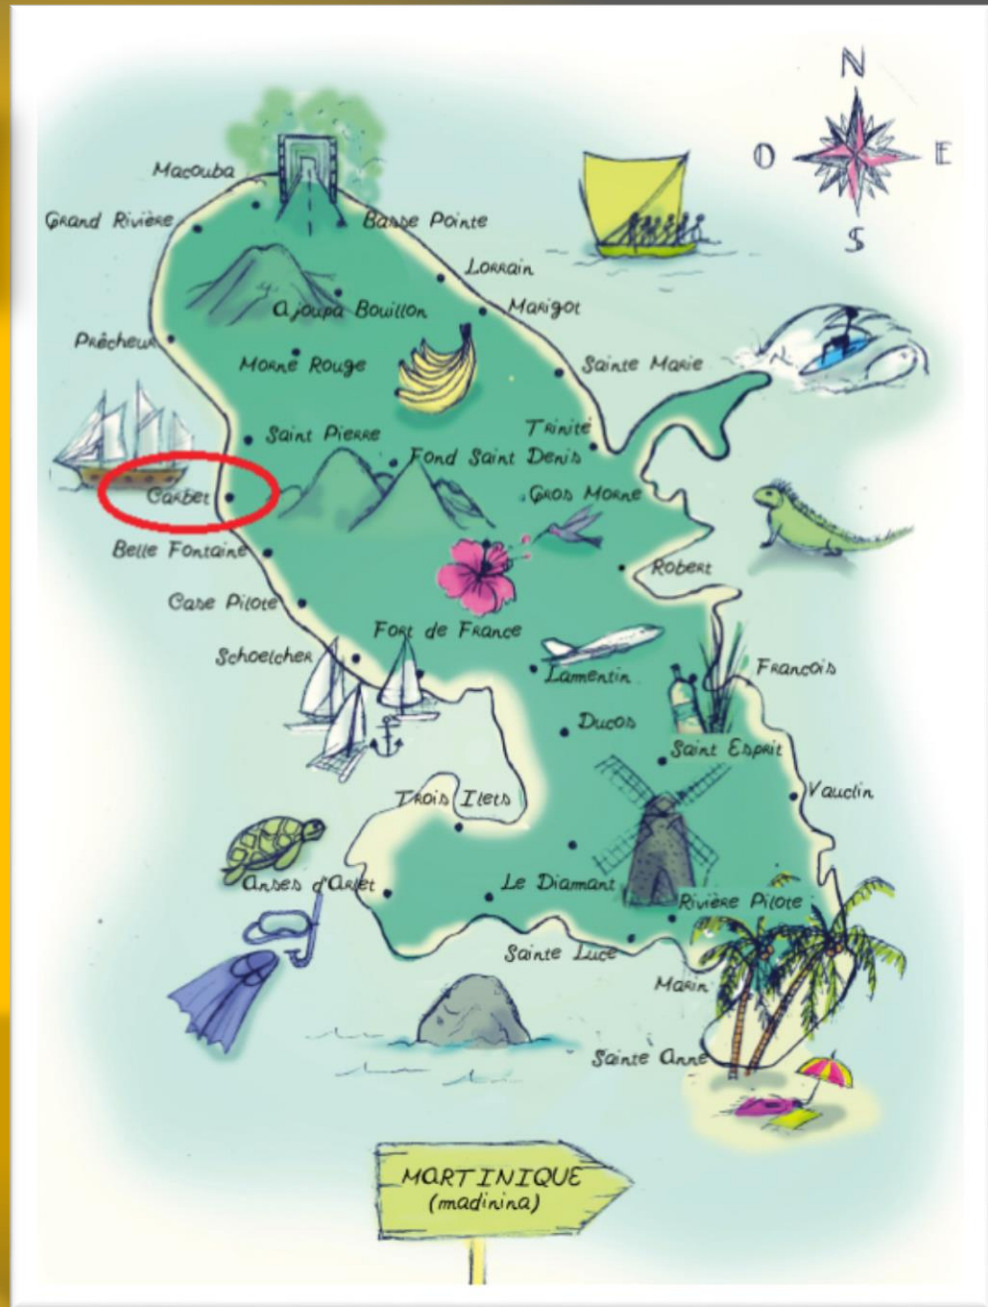 N
O
E
S
Macouba
Grand Rivière
Basse Pointe
Lorrain
Ajoupa Bouillon
Marigot
Prêcheur
Morne Rouge
Sainte Marie
Trinité
Saint Pierre
Fond Saint Denis
Carbet
Gros Morne
Belle Fontaine
Robert
Case Pilote
Fort de France
Schoelcher
François
Lamentin
Ducos
Saint Esprit
Vauclin
Trois Ilets
Anses d'Arlet
Le Diamant
Rivière Pilote
Sainte Luce
Marin
Sainte Anne
MARTINIQUE
(madinina)